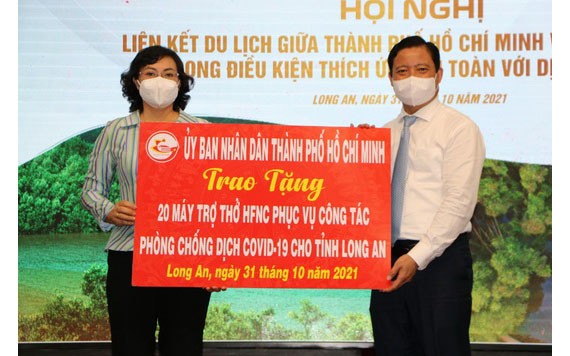 HỘI NGHỊ
LIÊN KẾT DU LỊCH GIỮA THÀNH PHỐ HỒ CHÍ MINH
ONG ĐIỀU KIỆN THÍCH TOÀN VỚI
LONG AN, NGÀY 31 10 NĂM 2021
ỦY BAN NHÂN DÂN THÀNH PHỐ HỒ CHÍ MINH
Trao Tặng
20 MÁY TRỢ THỞ HFNC PHỤC VỤ CÔNG TÁC
PHÒNG CHỐNG DỊCH COVID-19 CHO TỈNH LONG AN
Long An, ngày 31 tháng 10 năm 2021